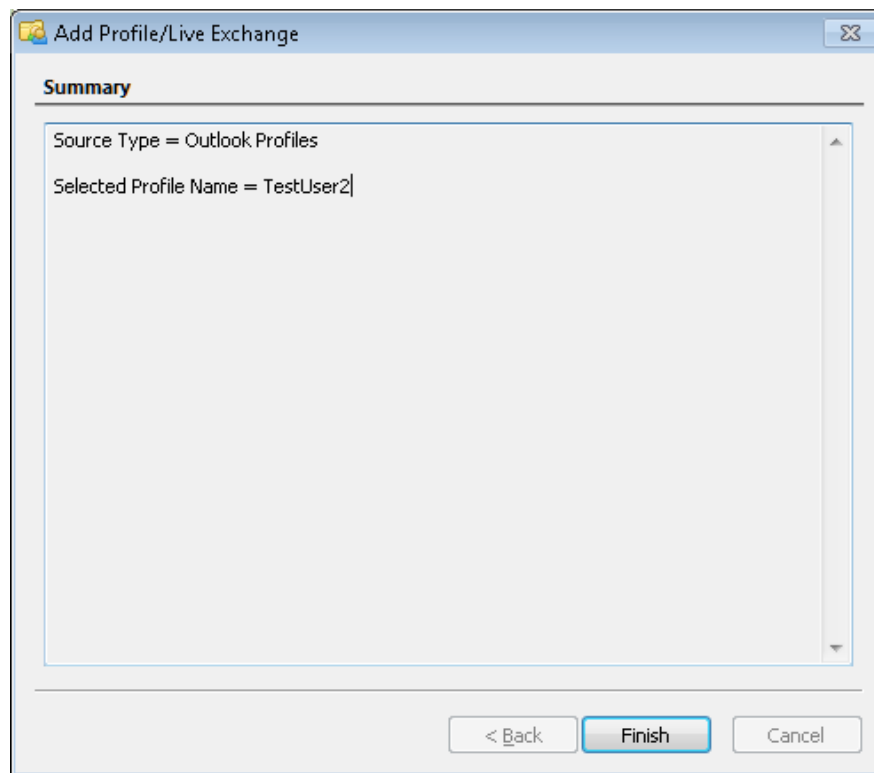 Add Profile/Live Exchange
Summary
Source Type = Outlook Profiles
Selected Profile Name = TestUser2
< Back
Finish
Cancel